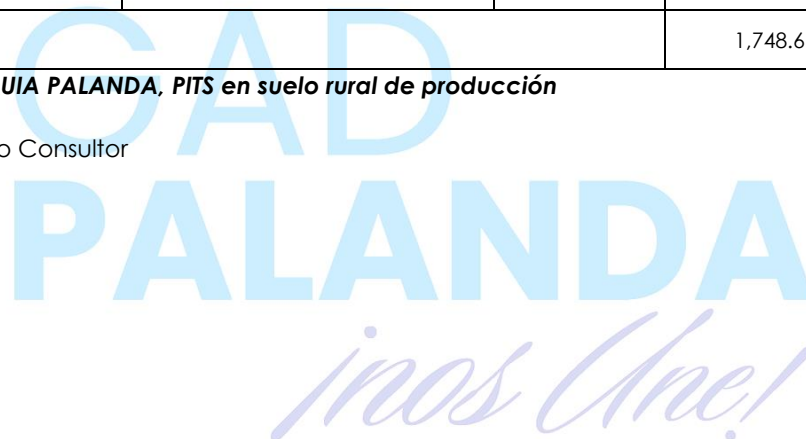 1,748.6
UIA PALANDA, PITS en suelo rural de producción
o Consultor
GAD
PALANDA
¡nos Une!